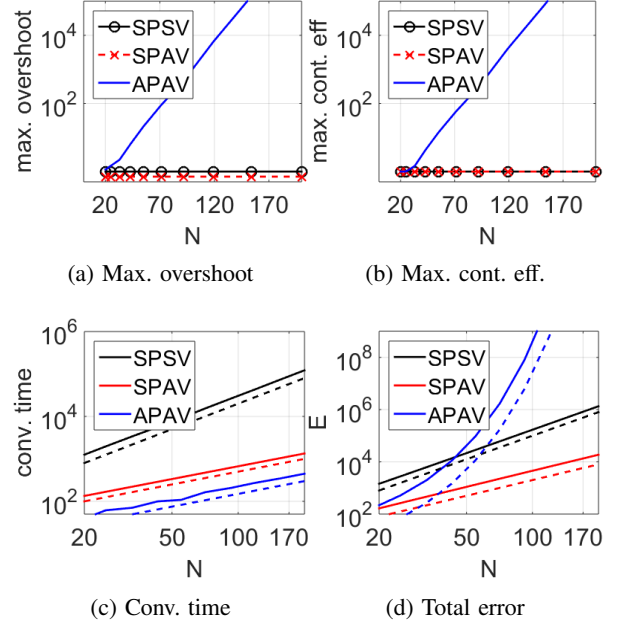 max. overshoot
10^4
10^2
SPSV
SPAV
APAV
20 70 120 170
N
(a) Max. overshoot
max. cont. eff
10^4
10^2
SPSV
SPAV
APAV
20 70 120 170
N
(b) Max. cont. eff.
conv. time
10^6
10^4
10^2
SPSV
SPAV
APAV
20 50 100 170
N
(c) Conv. time
E
10^8
10^6
10^4
10^2
SPSV
SPAV
APAV
20 50 100 170
N
(d) Total error